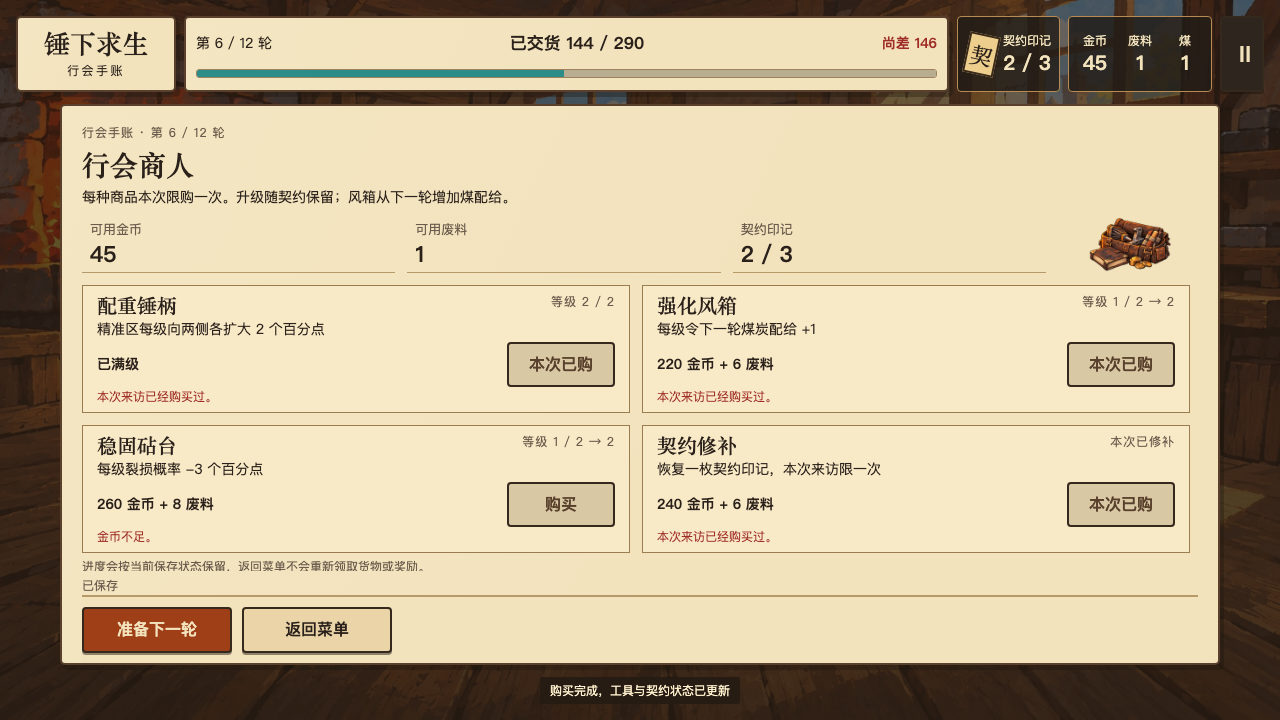 锤下求生
行会手账
第 6 / 12 轮
已交货 144 / 290
尚差 146
契
契约印记
2 / 3
金币
45
废料
1
煤
1
II
行会手账 · 第 6 / 12 轮
行会商人
每种商品本次限购一次。升级随契约保留；风箱从下一轮增加煤配给。
可用金币
45
可用废料
1
契约印记
2 / 3
配重锤柄
等级 2 / 2
精准区每级向两侧各扩大 2 个百分点
已满级
本次已购
本次来访已经购买过。
强化风箱
等级 1 / 2 → 2
每级令下一轮煤炭配给 +1
220 金币 + 6 废料
本次已购
本次来访已经购买过。
稳固砧台
等级 1 / 2 → 2
每级裂损概率 −3 个百分点
260 金币 + 8 废料
购买
金币不足。
契约修补
本次已修补
恢复一枚契约印记，本次来访限一次
240 金币 + 6 废料
本次已购
本次来访已经购买过。
进度会按当前保存状态保留。返回菜单不会重新领取货物或奖励。
已保存
准备下一轮
返回菜单
购买完成，工具与契约状态已更新